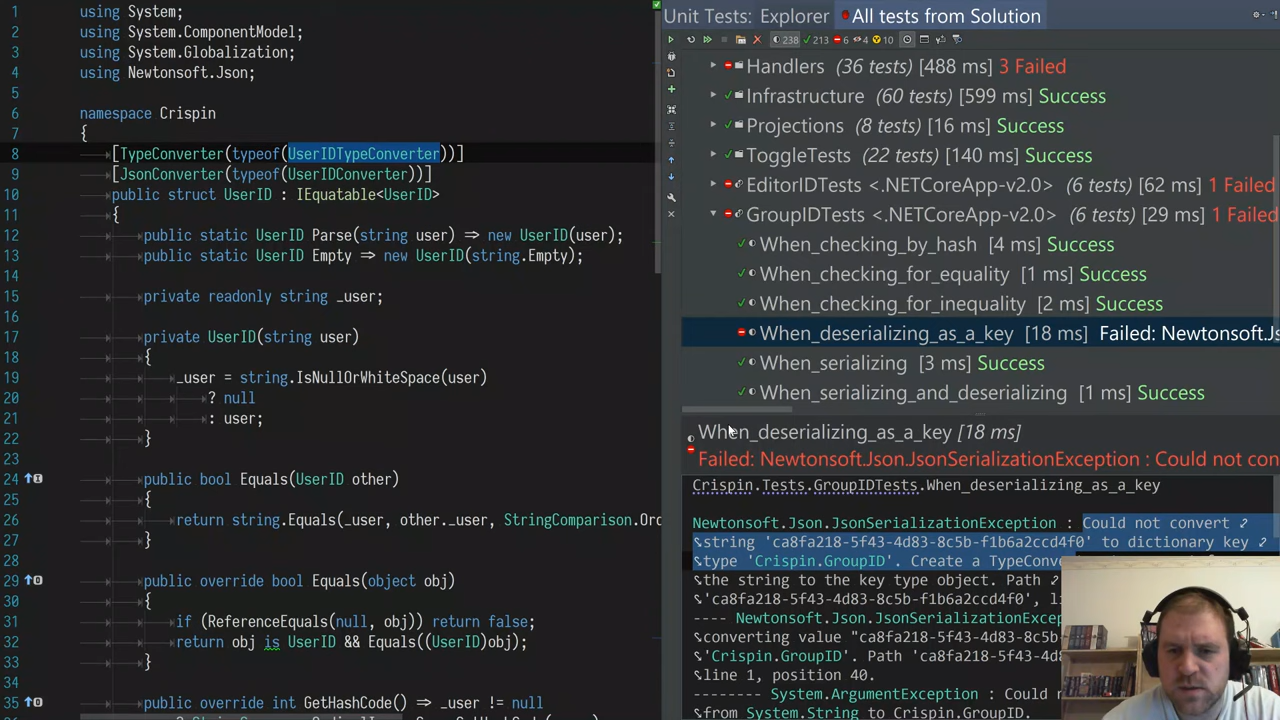 1 using System;
2 using System.ComponentModel;
3 using System.Globalization;
4 using Newtonsoft.Json;
5
6 namespace Crispin
7 {
8 [TypeConverter(typeof(UserIDTypeConverter))]
9 [JsonConverter(typeof(UserIDConverter))]
10 public struct UserID : IEquatable<UserID>
11 {
12 public static UserID Parse(string user) => new UserID(user);
13 public static UserID Empty => new UserID(string.Empty);
14
15 private readonly string _user;
16
17 private UserID(string user)
18 {
19 _user = string.IsNullOrWhiteSpace(user)
20 ? null
21 : user;
22 }
23
24 public bool Equals(UserID other)
25 {
26 return string.Equals(_user, other._user, StringComparison.Orc
27 }
28
29 public override bool Equals(object obj)
30 {
31 if (ReferenceEquals(null, obj)) return false;
32 return obj is UserID && Equals((UserID)obj);
33 }
34
35 public override int GetHashCode() => _user != null
Unit Tests: Explorer All tests from Solution
238 213 6 4 10
Handlers (36 tests) [488 ms] 3 Failed
Infrastructure (60 tests) [599 ms] Success
Projections (8 tests) [16 ms] Success
ToggleTests (22 tests) [140 ms] Success
EditorIDTests <.NETCoreApp-v2.0> (6 tests) [62 ms] 1 Failed
GroupIDTests <.NETCoreApp-v2.0> (6 tests) [29 ms] 1 Failed
When_checking_by_hash [4 ms] Success
When_checking_for_equality [1 ms] Success
When_checking_for_inequality [2 ms] Success
When_deserializing_as_a_key [18 ms] Failed: Newtonsoft.Js
When_serializing [3 ms] Success
When_serializing_and_deserializing [1 ms] Success
When_deserializing_as_a_key [18 ms]
Failed: Newtonsoft.Json.JsonSerializationException : Could not con
Crispin.Tests.GroupIDTests.When_deserializing_as_a_key
Newtonsoft.Json.JsonSerializationException : Could not convert
string 'ca8fa218-5f43-4d83-8c5b-f1b6a2ccd4f0' to dictionary key
type 'Crispin.GroupID'. Create a TypeConve
the string to the key type object. Path
'ca8fa218-5f43-4d83-8c5b-f1b6a2ccd4f0', li
---- Newtonsoft.Json.JsonSerializationExce
converting value "ca8fa218-5f43-4d83-8c5b-
'Crispin.GroupID'. Path 'ca8fa218-5f43-4d8
line 1, position 40.
-------- System.ArgumentException : Could n
from System.String to Crispin.GroupID.